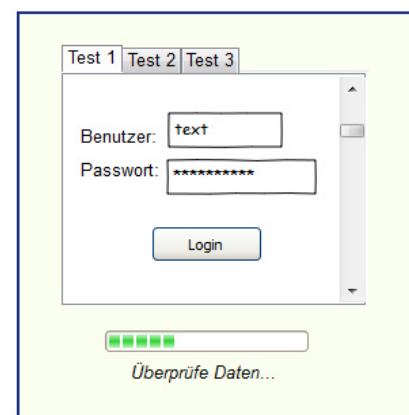 Test 1 Test 2 Test 3
Benutzer: text
Passwort: **********
Login
Überprüfe Daten...